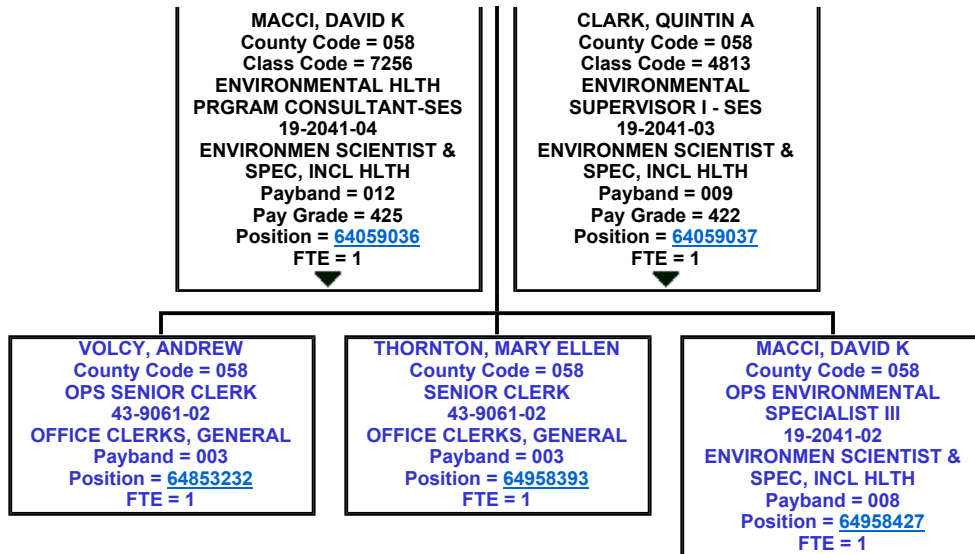 MACCI, DAVID K
County Code = 058
Class Code = 7256
ENVIRONMENTAL HLTH
PRGRAM CONSULTANT-SES
19-2041-04
ENVIRONMEN SCIENTIST &
SPEC, INCL HLTH
Payband = 012
Pay Grade = 425
Position = 64059036
FTE = 1
CLARK, QUINTIN A
County Code = 058
Class Code = 4813
ENVIRONMENTAL
SUPERVISOR I - SES
19-2041-03
ENVIRONMEN SCIENTIST &
SPEC, INCL HLTH
Payband = 009
Pay Grade = 422
Position = 64059037
FTE = 1
VOLCY, ANDREW
County Code = 058
OPS SENIOR CLERK
43-9061-02
OFFICE CLERKS, GENERAL
Payband = 003
Position = 64853232
FTE = 1
THORNTON, MARY ELLEN
County Code = 058
SENIOR CLERK
43-9061-02
OFFICE CLERKS, GENERAL
Payband = 003
Position = 64958393
FTE = 1
MACCI, DAVID K
County Code = 058
OPS ENVIRONMENTAL
SPECIALIST III
19-2041-02
ENVIRONMEN SCIENTIST &
SPEC, INCL HLTH
Payband = 008
Position = 64958427
FTE = 1